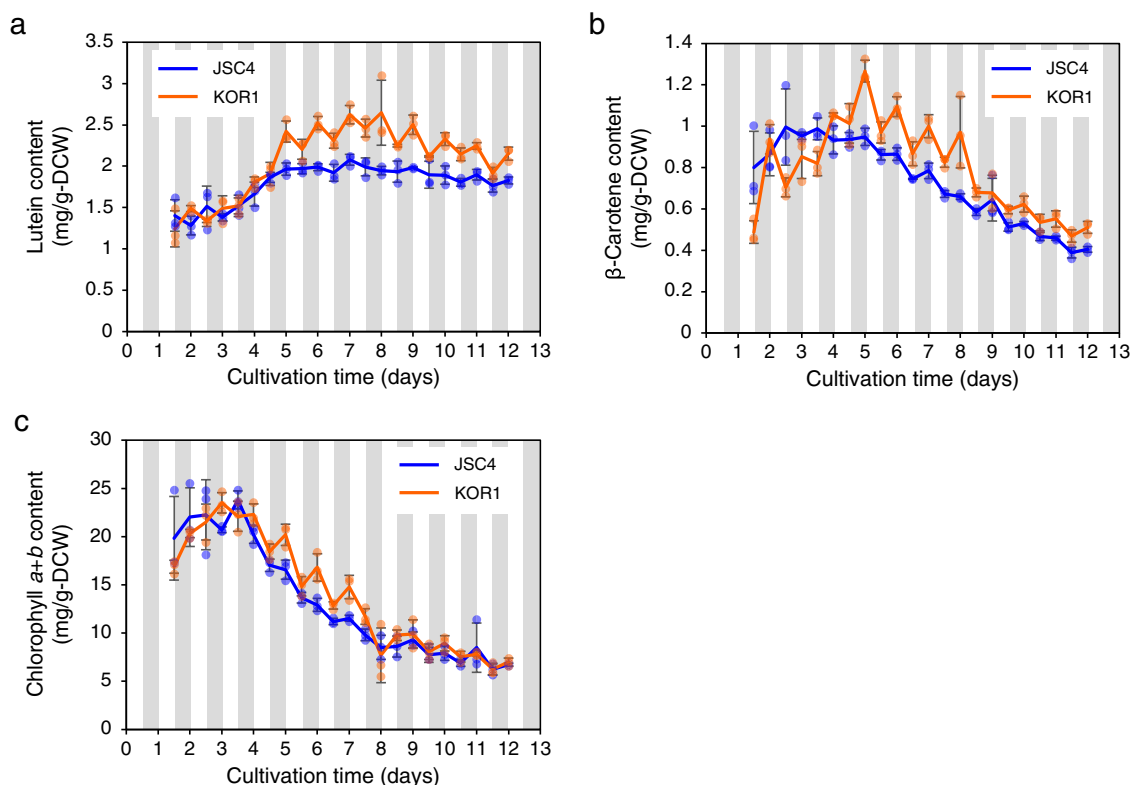 a
3.5
3
2.5
2
1.5
1
0.5
0
Lutein content
(mg/g-DCW)
JSC4
KOR1
0 1 2 3 4 5 6 7 8 9 10 11 12 13
Cultivation time (days)
b
1.4
1.2
1
0.8
0.6
0.4
0.2
0
β-Carotene content
(mg/g-DCW)
JSC4
KOR1
0 1 2 3 4 5 6 7 8 9 10 11 12 13
Cultivation time (days)
c
30
25
20
15
10
5
0
Chlorophyll a+b content
(mg/g-DCW)
JSC4
KOR1
0 1 2 3 4 5 6 7 8 9 10 11 12 13
Cultivation time (days)